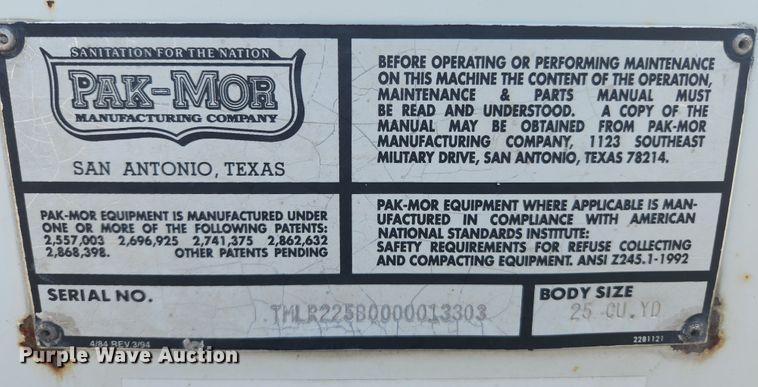 SANITATION FOR THE NATION
PAK-MOR
MANUFACTURING COMPANY
SAN ANTONIO, TEXAS
BEFORE OPERATING OR PERFORMING MAINTENANCE
ON THIS MACHINE THE CONTENT OF THE OPERATION,
MAINTENANCE & PARTS MANUAL MUST
BE READ AND UNDERSTOOD. A COPY OF THE
MANUAL MAY BE OBTAINED FROM PAK-MOR
MANUFACTURING COMPANY, 1123 SOUTHEAST
MILITARY DRIVE, SAN ANTONIO, TEXAS 78214.
PAK-MOR EQUIPMENT IS MANUFACTURED UNDER
ONE OR MORE OF THE FOLLOWING PATENTS:
2,557,003 2,696,925 2,741,375 2,862,632
2,868,398. OTHER PATENTS PENDING
PAK-MOR EQUIPMENT WHERE APPLICABLE IS MAN-
UFACTURED IN COMPLIANCE WITH AMERICAN
NATIONAL STANDARDS INSTITUTE:
SAFETY REQUIREMENTS FOR REFUSE COLLECTING
AND COMPACTING EQUIPMENT. ANSI Z245.1-1992
SERIAL NO. TMLR225B0000013303
BODY SIZE
25 CU.YD
4/84 REV 3/94
2281121
Purple Wave Auction